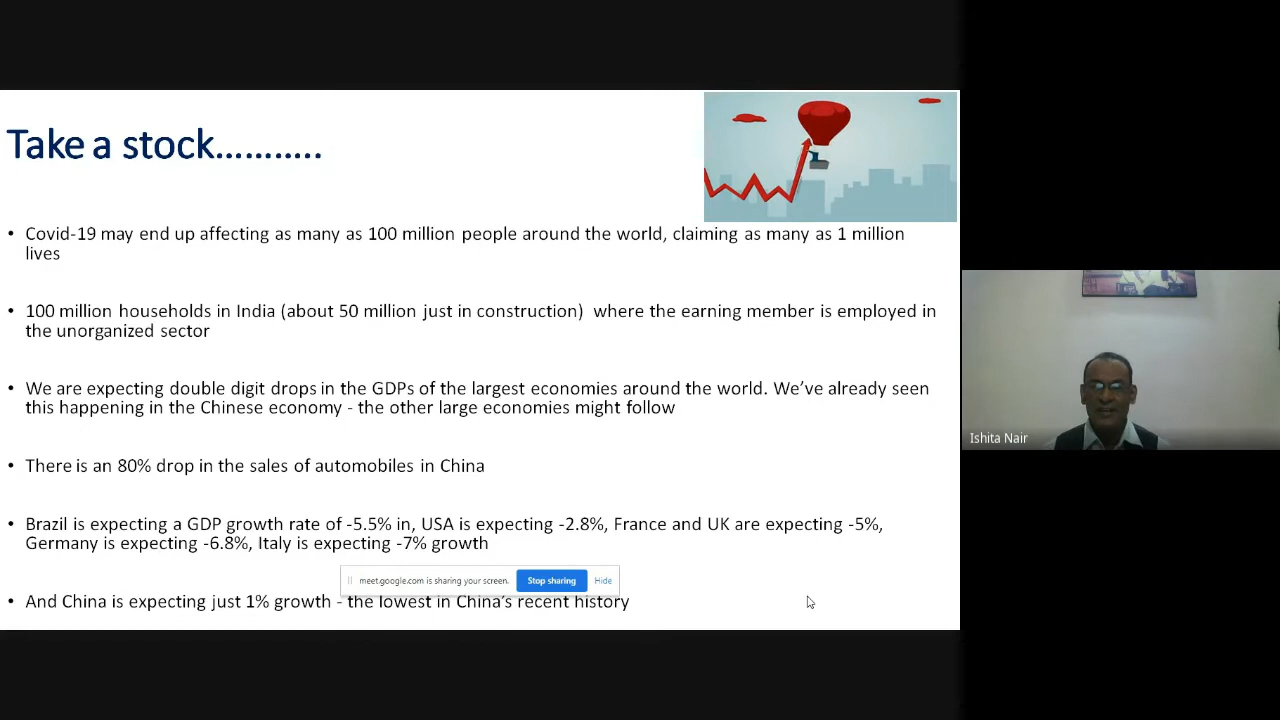 Take a stock...........
• Covid-19 may end up affecting as many as 100 million people around the world, claiming as many as 1 million
lives
• 100 million households in India (about 50 million just in construction)  where the earning member is employed in
the unorganized sector
• We are expecting double digit drops in the GDPs of the largest economies around the world. We’ve already seen
this happening in the Chinese economy - the other large economies might follow
• There is an 80% drop in the sales of automobiles in China
• Brazil is expecting a GDP growth rate of -5.5% in, USA is expecting -2.8%, France and UK are expecting -5%,
Germany is expecting -6.8%, Italy is expecting -7% growth
meet.google.com is sharing your screen. Stop sharing Hide
• And China is expecting just 1% growth - the lowest in China’s recent history
Ishita Nair